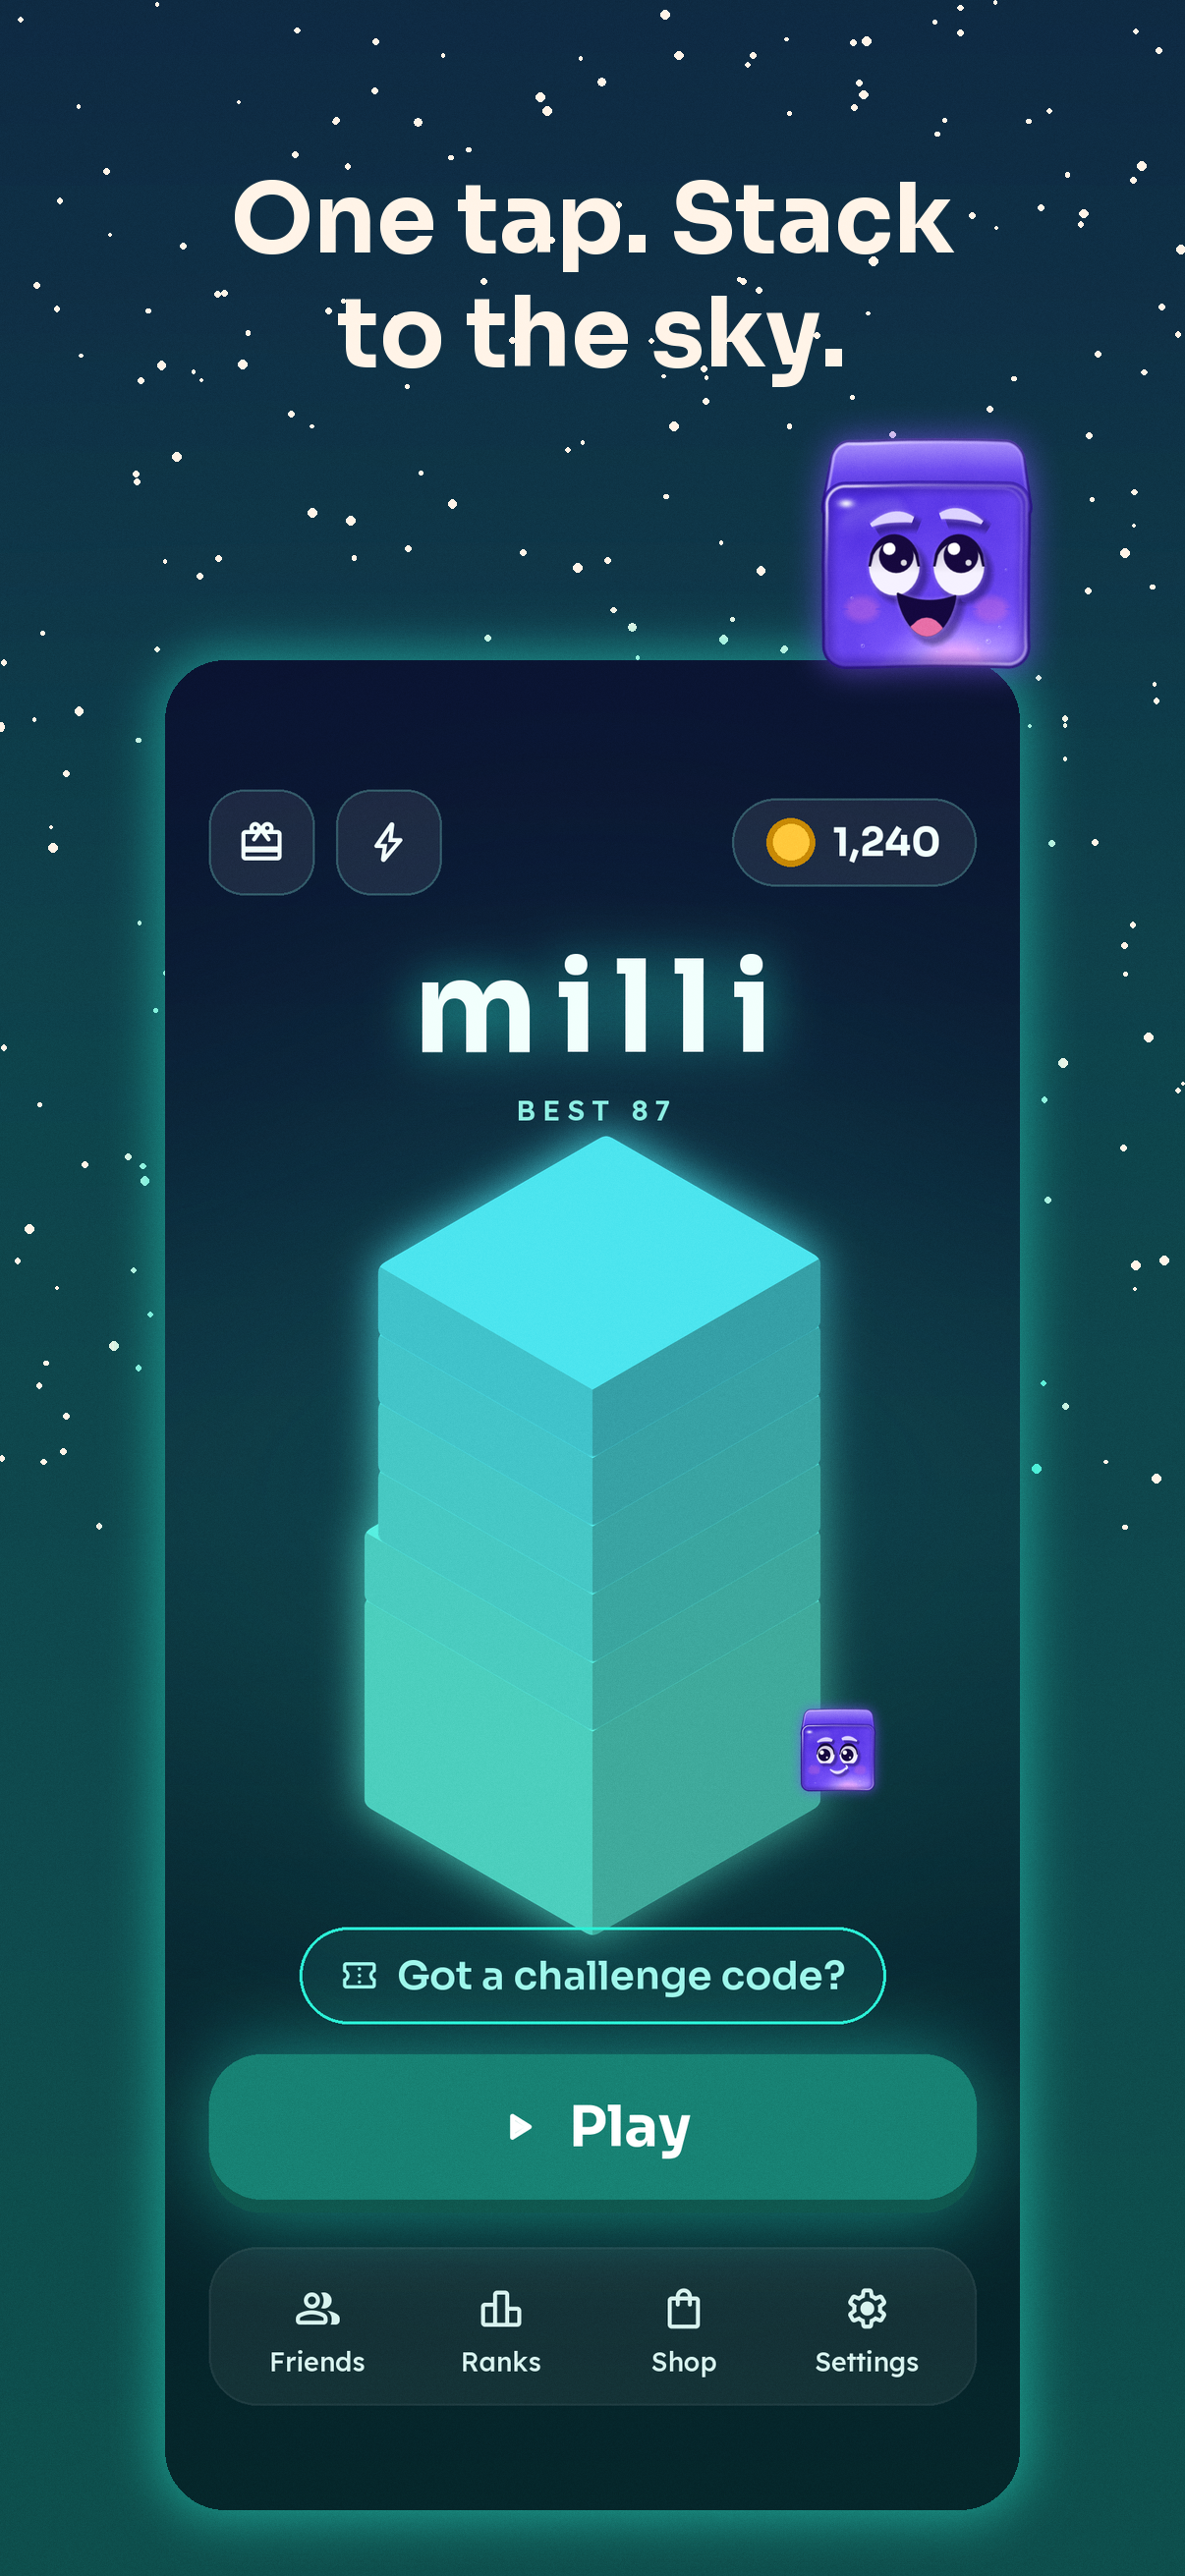 One tap. Stack
to the sky.
1,240
milli
BEST 87
Got a challenge code?
Play
Friends
Ranks
Shop
Settings